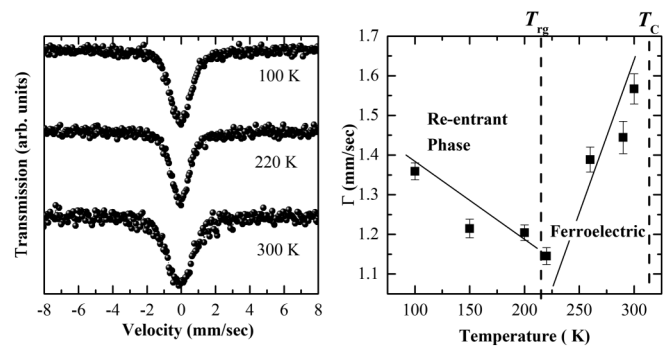 Transmission (arb. units)
100 K
220 K
300 K
-8 -6 -4 -2 0 2 4 6 8
Velocity (mm/sec)
T_rg
T_C
Γ (mm/sec)
1.7
1.6
1.5
1.4
1.3
1.2
1.1
Re-entrant
Phase
Ferroelectric
100 150 200 250 300
Temperature ( K)